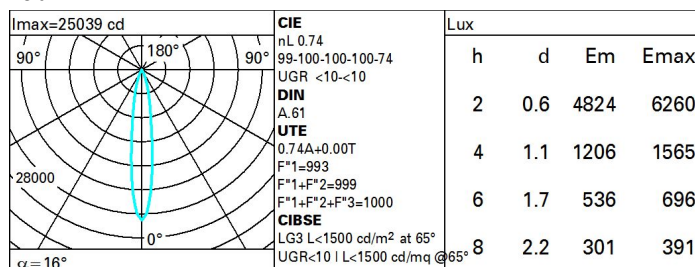 Imax=25039 cd
90° 180° 90°
28000
0°
α=16°
CIE
nL 0.74
99-100-100-100-74
UGR <10-<10
DIN
A.61
UTE
0.74A+0.00T
F"1=993
F"1+F"2=999
F"1+F"2+F"3=1000
CIBSE
LG3 L<1500 cd/m² at 65°
UGR<10 | L<1500 cd/mq @65°
Lux
h d Em Emax
2 0.6 4824 6260
4 1.1 1206 1565
6 1.7 536 696
8 2.2 301 391